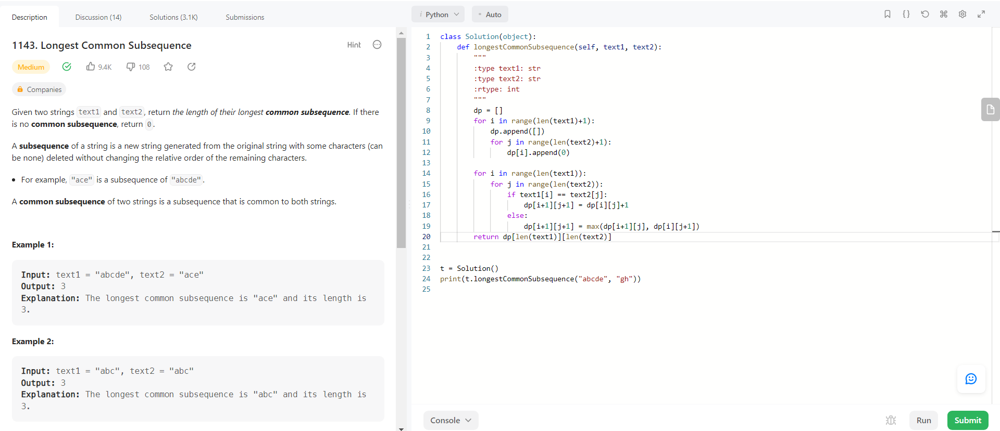 Description
Discussion (14)
Solutions (3.1K)
Submissions
1143. Longest Common Subsequence
Hint
Medium
9.4K
108
Companies
Given two strings text1 and text2, return the length of their longest common subsequence. If there
is no common subsequence, return 0.
A subsequence of a string is a new string generated from the original string with some characters (can
be none) deleted without changing the relative order of the remaining characters.
• For example, "ace" is a subsequence of "abcde".
A common subsequence of two strings is a subsequence that is common to both strings.
Example 1:
Input: text1 = "abcde", text2 = "ace"
Output: 3
Explanation: The longest common subsequence is "ace" and its length is
3.
Example 2:
Input: text1 = "abc", text2 = "abc"
Output: 3
Explanation: The longest common subsequence is "abc" and its length is
3.
i Python
• Auto
{}
1 class Solution(object):
2     def longestCommonSubsequence(self, text1, text2):
3         """
4         :type text1: str
5         :type text2: str
6         :rtype: int
7         """
8         dp = []
9         for i in range(len(text1)+1):
10             dp.append([])
11             for j in range(len(text2)+1):
12                 dp[i].append(0)
13
14         for i in range(len(text1)):
15             for j in range(len(text2)):
16                 if text1[i] == text2[j]:
17                     dp[i+1][j+1] = dp[i][j]+1
18                 else:
19                     dp[i+1][j+1] = max(dp[i+1][j], dp[i][j+1])
20         return dp[len(text1)][len(text2)]
21
22
23 t = Solution()
24 print(t.longestCommonSubsequence("abcde", "gh"))
25
Console
Run
Submit